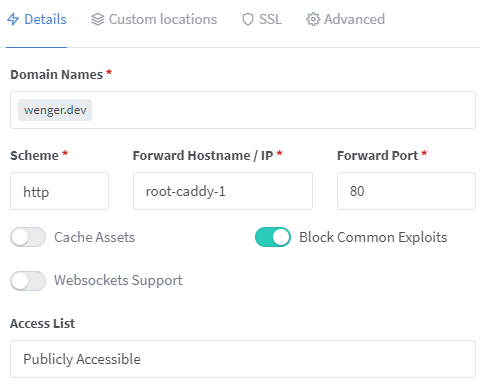 Details Custom locations SSL Advanced
Domain Names *
wenger.dev
Scheme * Forward Hostname / IP * Forward Port *
http root-caddy-1 80
Cache Assets Block Common Exploits
Websockets Support
Access List
Publicly Accessible